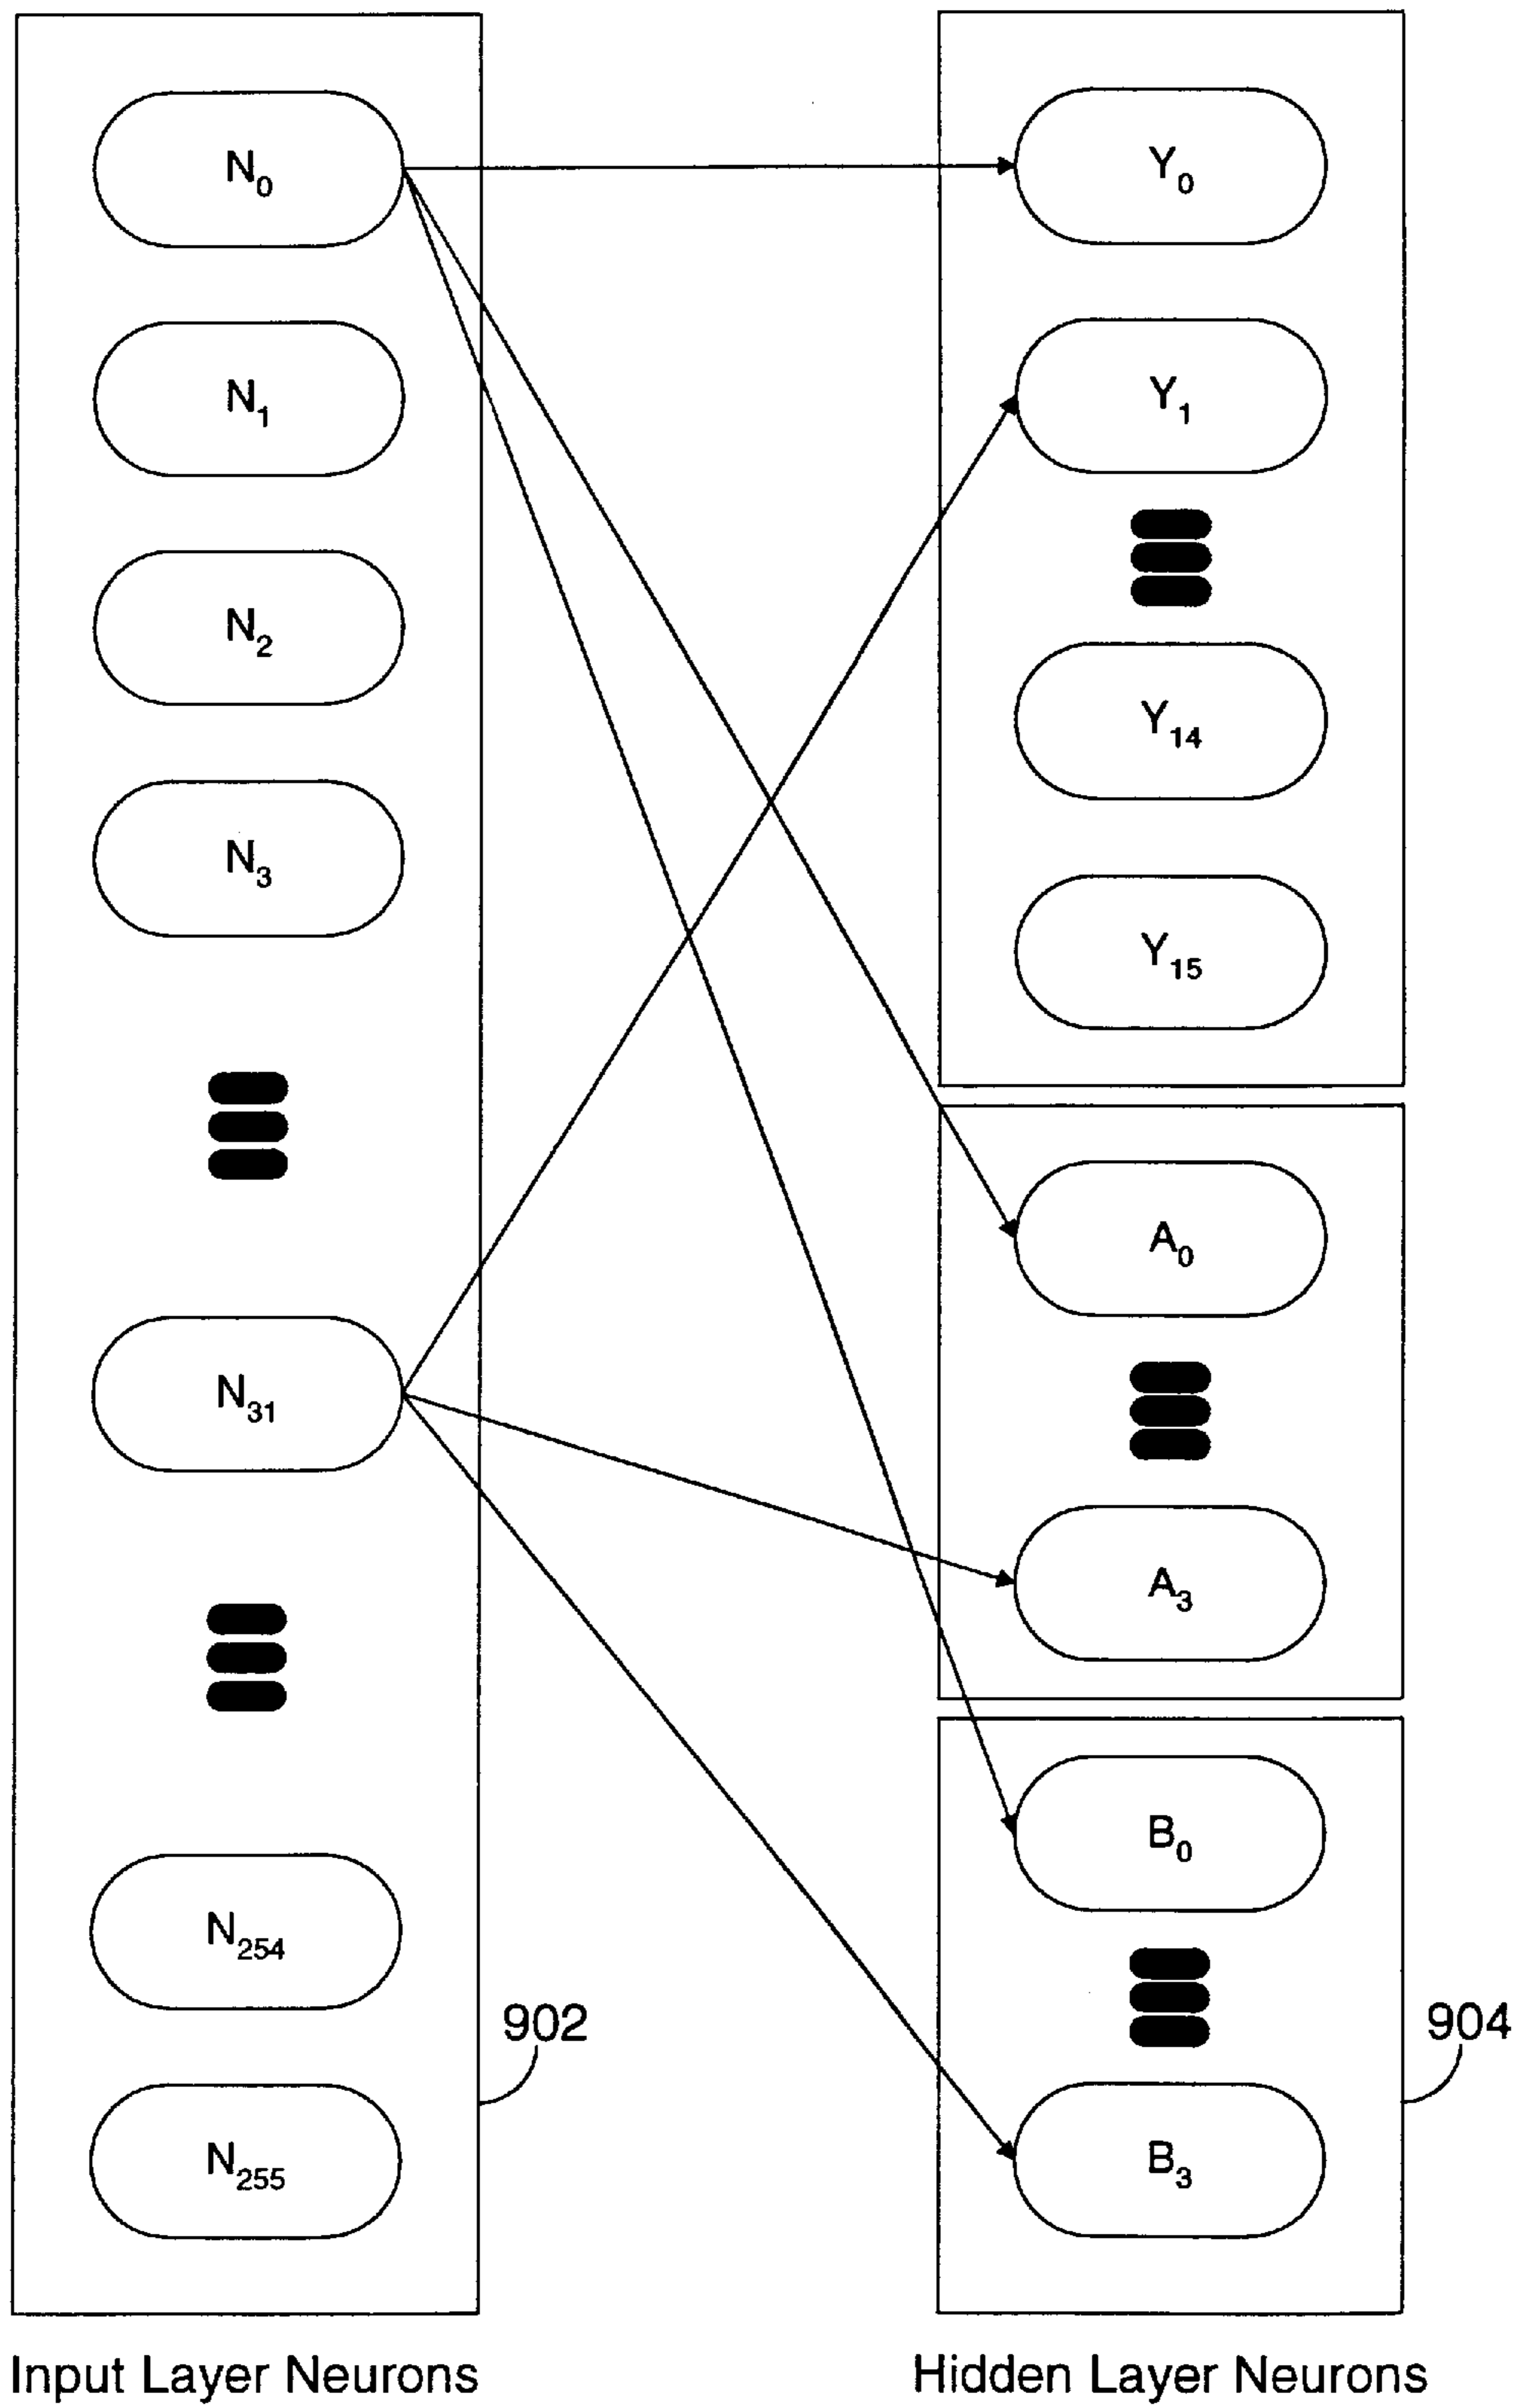 N0
N1
N2
N3
N31
N254
N255
902
Input Layer Neurons
Y0
Y1
Y14
Y15
A0
A3
B0
B3
904
Hidden Layer Neurons